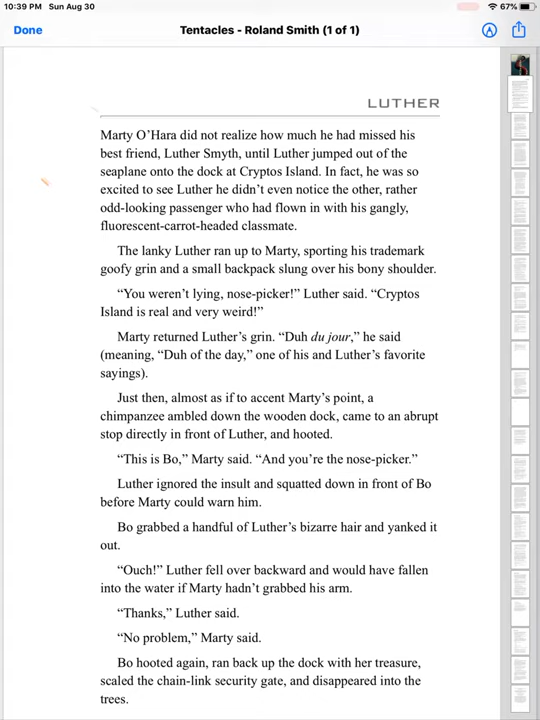 10:39 PM Sun Aug 30
67%
Done
Tentacles - Roland Smith (1 of 1)
LUTHER
Marty O’Hara did not realize how much he had missed his
best friend, Luther Smyth, until Luther jumped out of the
seaplane onto the dock at Cryptos Island. In fact, he was so
excited to see Luther he didn’t even notice the other, rather
odd-looking passenger who had flown in with his gangly,
fluorescent-carrot-headed classmate.
The lanky Luther ran up to Marty, sporting his trademark
goofy grin and a small backpack slung over his bony shoulder.
“You weren’t lying, nose-picker!” Luther said. “Cryptos
Island is real and very weird!”
Marty returned Luther’s grin. “Duh du jour,” he said
(meaning, “Duh of the day,” one of his and Luther’s favorite
sayings).
Just then, almost as if to accent Marty’s point, a
chimpanzee ambled down the wooden dock, came to an abrupt
stop directly in front of Luther, and hooted.
“This is Bo,” Marty said. “And you’re the nose-picker.”
Luther ignored the insult and squatted down in front of Bo
before Marty could warn him.
Bo grabbed a handful of Luther’s bizarre hair and yanked it
out.
“Ouch!” Luther fell over backward and would have fallen
into the water if Marty hadn’t grabbed his arm.
“Thanks,” Luther said.
“No problem,” Marty said.
Bo hooted again, ran back up the dock with her treasure,
scaled the chain-link security gate, and disappeared into the
trees.